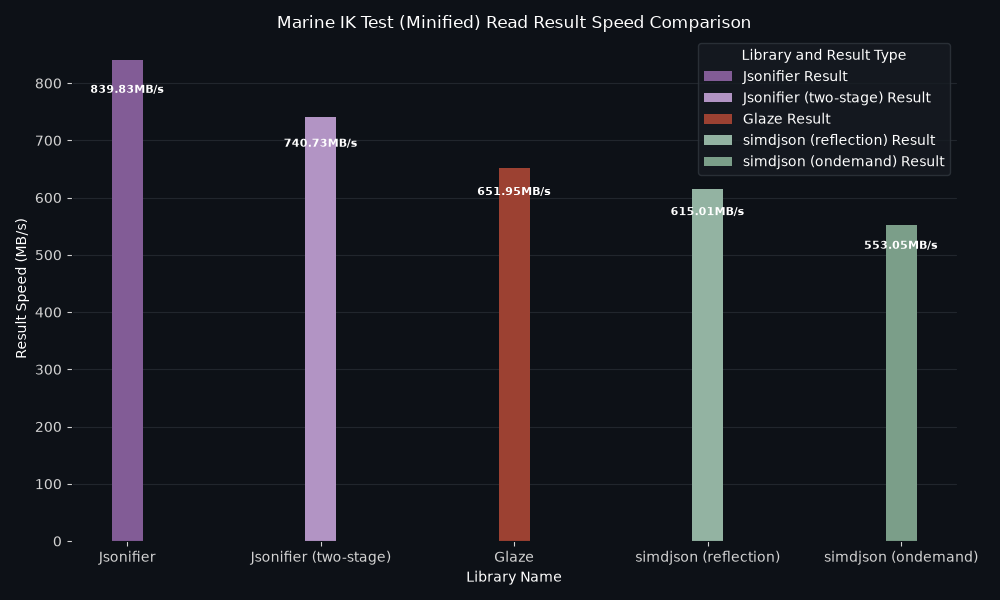 Marine IK Test (Minified) Read Result Speed Comparison
Library and Result Type
Jsonifier Result
Jsonifier (two-stage) Result
Glaze Result
simdjson (reflection) Result
simdjson (ondemand) Result
Result Speed (MB/s)
800
700
600
500
400
300
200
100
0
839.83MB/s
740.73MB/s
651.95MB/s
615.01MB/s
553.05MB/s
Jsonifier
Jsonifier (two-stage)
Glaze
simdjson (reflection)
simdjson (ondemand)
Library Name